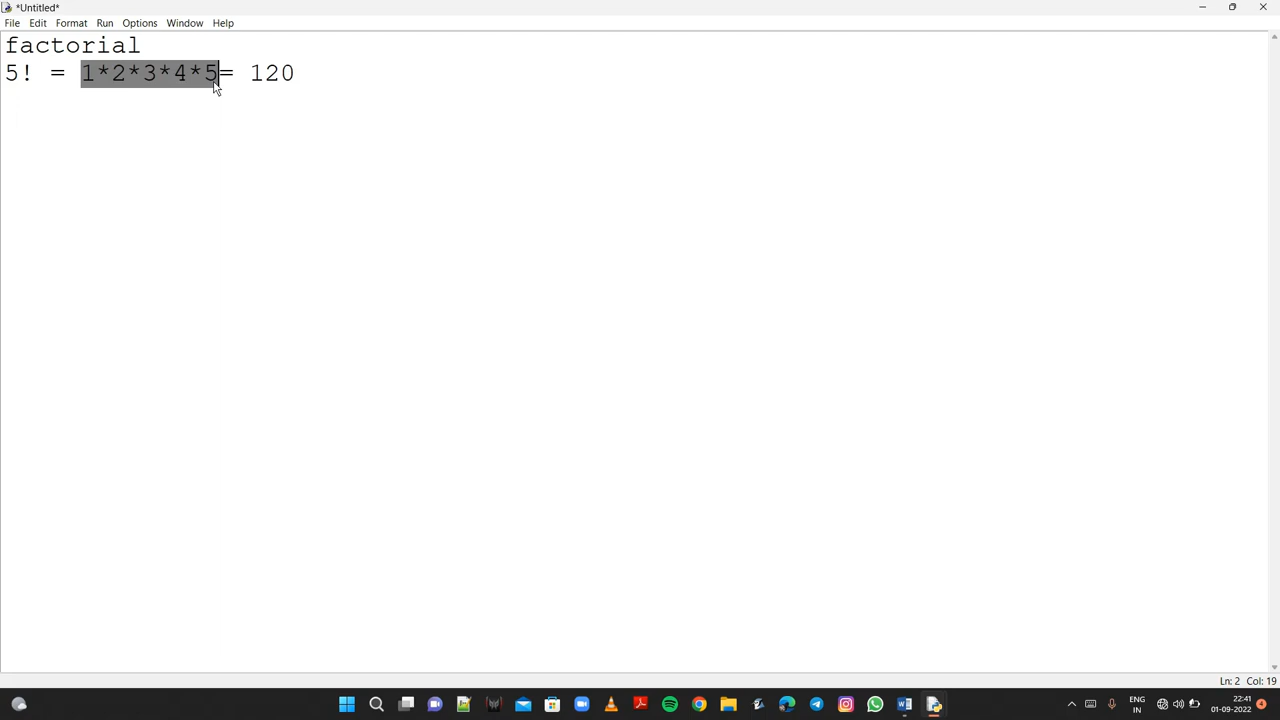 *Untitled*
File Edit Format Run Options Window Help
factorial
5! = 1*2*3*4*5= 120
Ln: 2 Col: 19
ENG
IN
22:41
01-09-2022